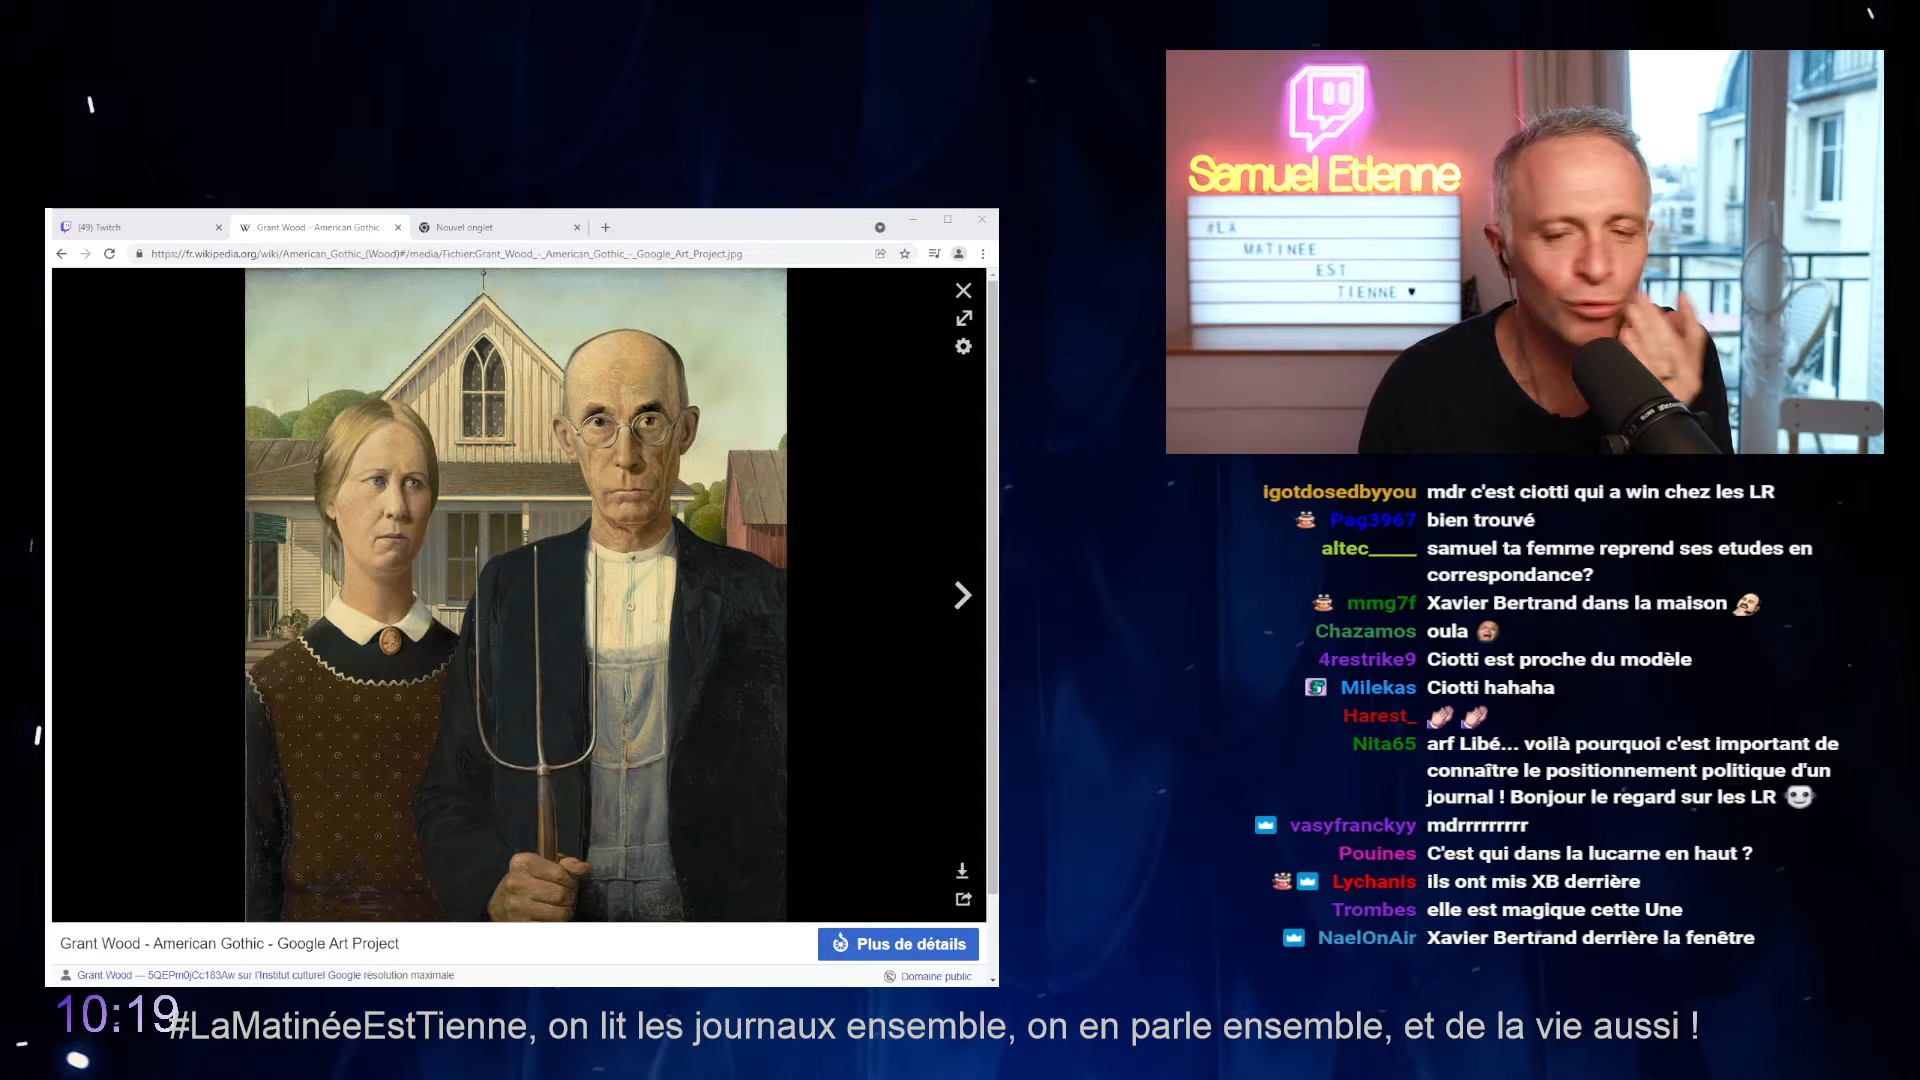 (49) Twitch
Grant Wood - American Gothic
Nouvel onglet
https://fr.wikipedia.org/wiki/American_Gothic_(Wood)#/media/Fichier:Grant_Wood_-_American_Gothic_-_Google_Art_Project.jpg
Grant Wood - American Gothic - Google Art Project
Plus de détails
Grant Wood — 5QEPm0jCc183Aw sur l'Institut culturel Google résolution maximale
Domaine public
Samuel Etienne
#LA
MATINEE
EST
TIENNE ♥
igotdosedbyyou mdr c'est ciotti qui a win chez les LR
Pag3967 bien trouvé
altec_____ samuel ta femme reprend ses etudes en
correspondance?
mmg7f Xavier Bertrand dans la maison
Chazamos oula
4restrike9 Ciotti est proche du modèle
Milekas Ciotti hahaha
Harest_
Nita65 arf Libé... voilà pourquoi c'est important de
connaître le positionnement politique d'un
journal ! Bonjour le regard sur les LR
vasyfranckyy mdrrrrrrrrr
Pouines C'est qui dans la lucarne en haut ?
Lychanis ils ont mis XB derrière
Trombes elle est magique cette Une
NaelOnAir Xavier Bertrand derrière la fenêtre
10:19
#LaMatinéeEstTienne, on lit les journaux ensemble, on en parle ensemble, et de la vie aussi !